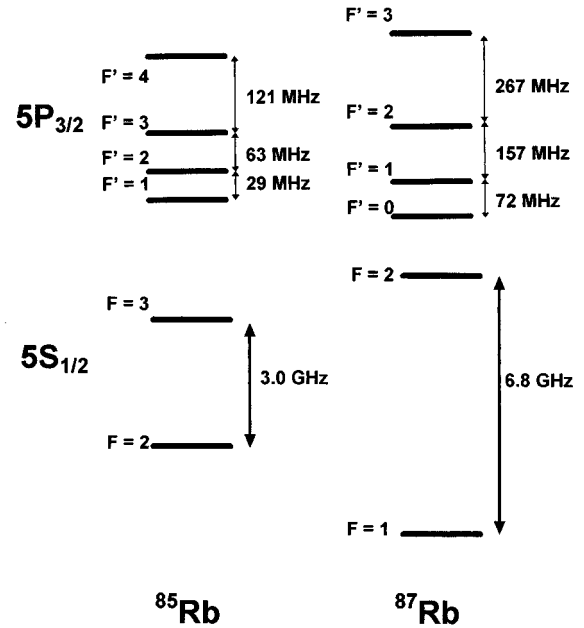 F' = 3
F' = 4
121 MHz
267 MHz
5P3/2
F' = 3
F' = 2
F' = 2
63 MHz
157 MHz
F' = 1
29 MHz
F' = 1
F' = 0
72 MHz
F = 2
F = 3
5S1/2
3.0 GHz
6.8 GHz
F = 2
F = 1
85Rb
87Rb